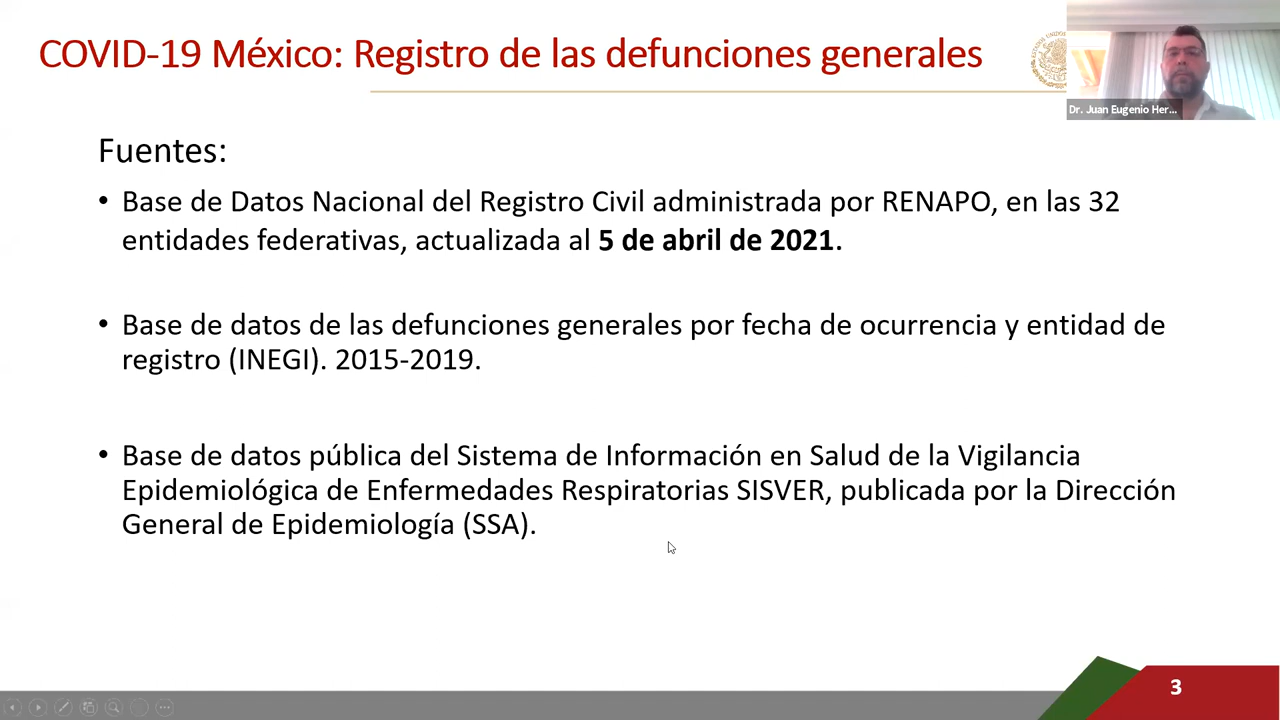 COVID-19 México: Registro de las defunciones generales
Dr. Juan Eugenio Her...
Fuentes:
• Base de Datos Nacional del Registro Civil administrada por RENAPO, en las 32
entidades federativas, actualizada al 5 de abril de 2021.
• Base de datos de las defunciones generales por fecha de ocurrencia y entidad de
registro (INEGI). 2015-2019.
• Base de datos pública del Sistema de Información en Salud de la Vigilancia
Epidemiológica de Enfermedades Respiratorias SISVER, publicada por la Dirección
General de Epidemiología (SSA).
3